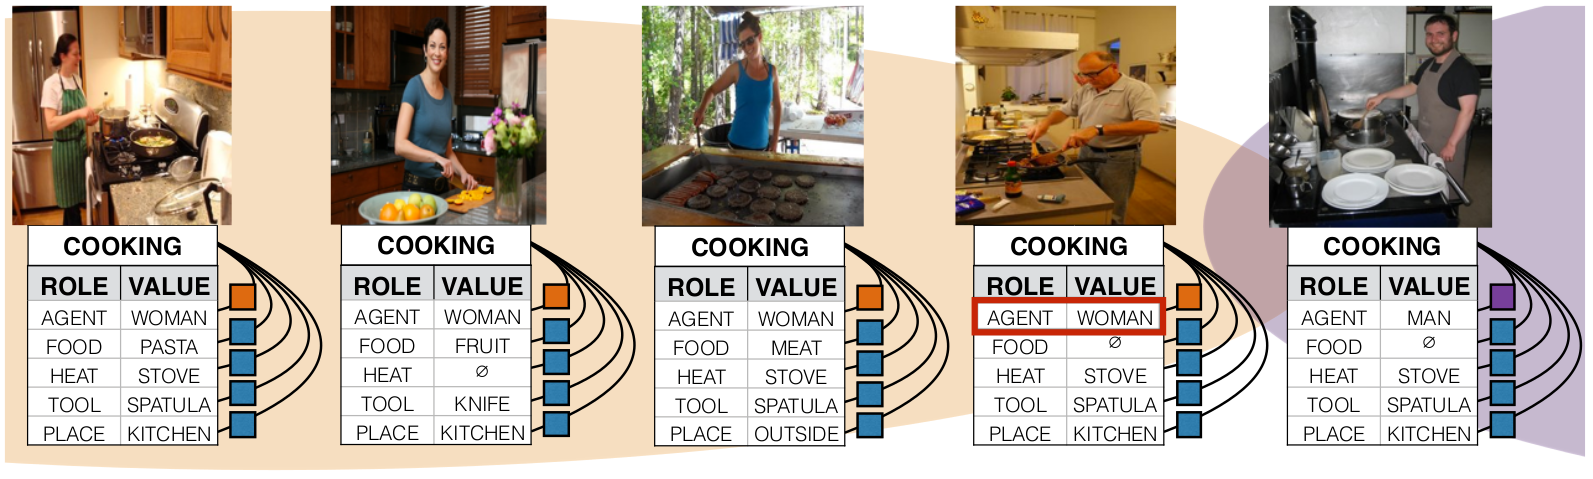 COOKING
ROLE VALUE
AGENT WOMAN
FOOD PASTA
HEAT STOVE
TOOL SPATULA
PLACE KITCHEN
COOKING
ROLE VALUE
AGENT WOMAN
FOOD FRUIT
HEAT ∅
TOOL KNIFE
PLACE KITCHEN
COOKING
ROLE VALUE
AGENT WOMAN
FOOD MEAT
HEAT STOVE
TOOL SPATULA
PLACE OUTSIDE
COOKING
ROLE VALUE
AGENT WOMAN
FOOD ∅
HEAT STOVE
TOOL SPATULA
PLACE KITCHEN
COOKING
ROLE VALUE
AGENT MAN
FOOD ∅
HEAT STOVE
TOOL SPATULA
PLACE KITCHEN